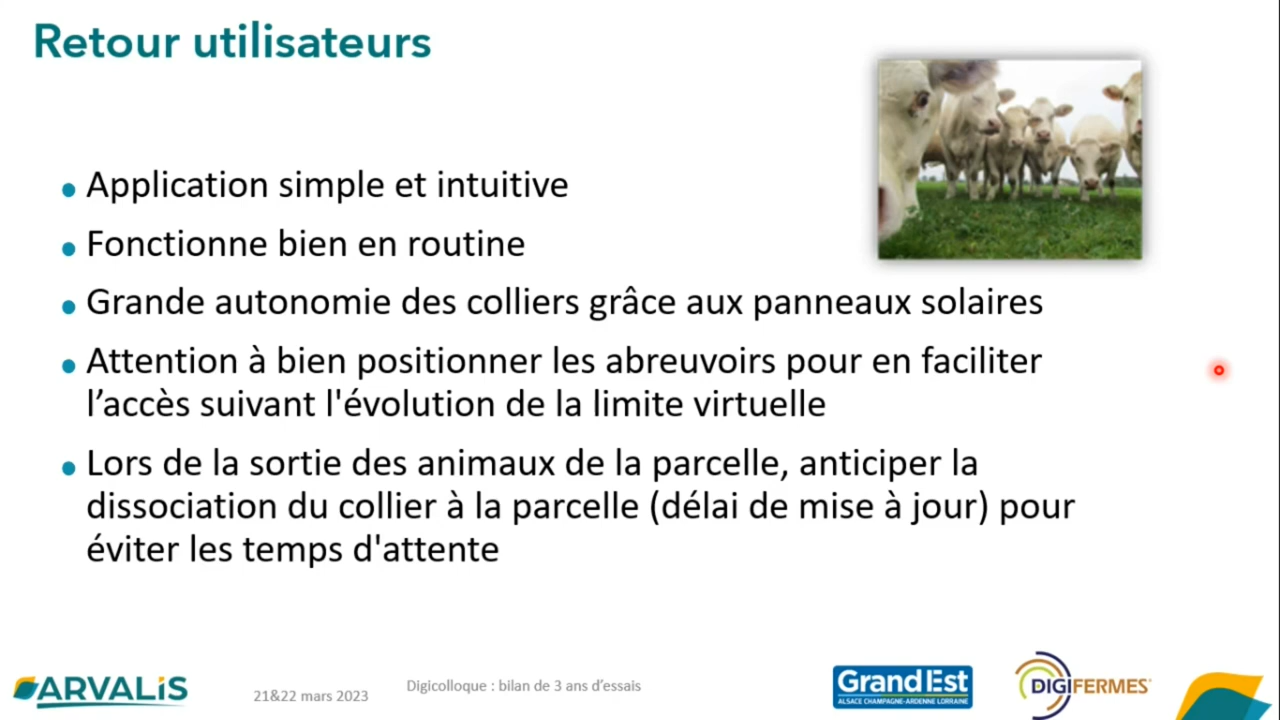 Retour utilisateurs
Application simple et intuitive
Fonctionne bien en routine
Grande autonomie des colliers grâce aux panneaux solaires
Attention à bien positionner les abreuvoirs pour en faciliter
l’accès suivant l'évolution de la limite virtuelle
Lors de la sortie des animaux de la parcelle, anticiper la
dissociation du collier à la parcelle (délai de mise à jour) pour
éviter les temps d'attente
ARVALIS
21&22 mars 2023
Digicolloque : bilan de 3 ans d’essais
Grand Est
ALSACE CHAMPAGNE-ARDENNE LORRAINE
DIGIFERMES